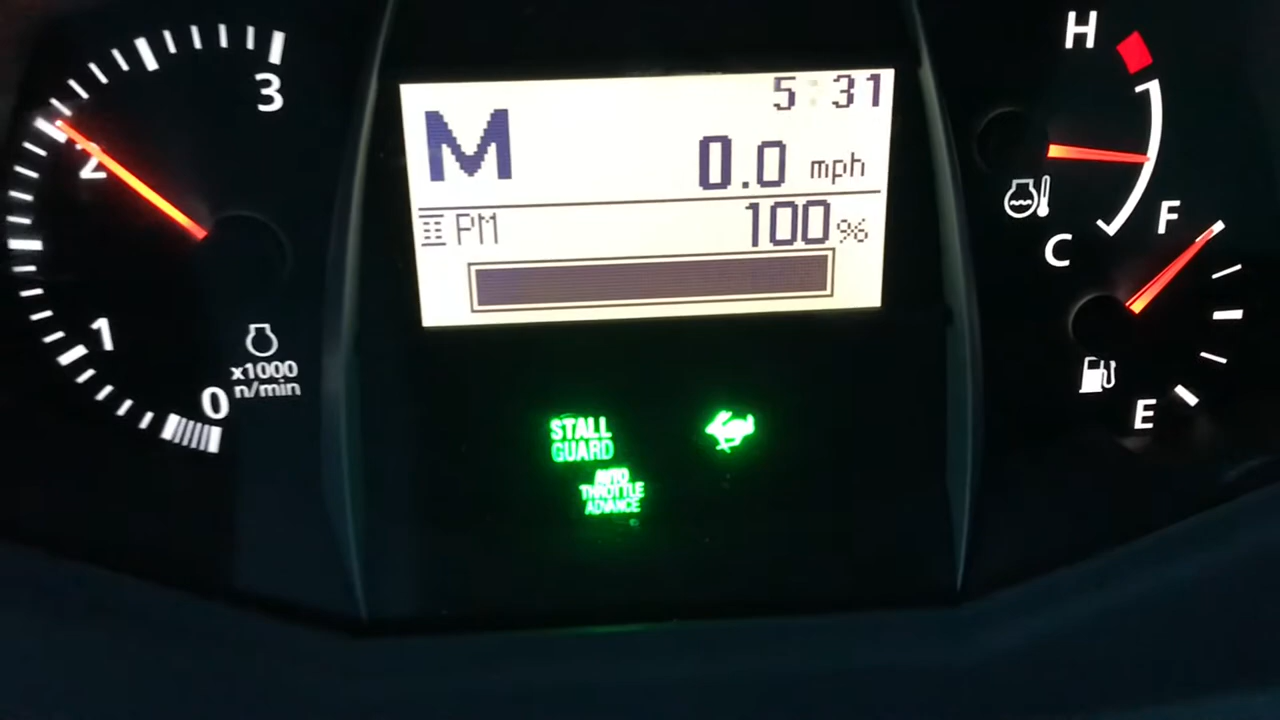 3
2
1
0
x1000
n/min
5:31
M
0.0 mph
PM
100%
STALL
GUARD
AUTO
THROTTLE
ADVANCE
H
C
F
E